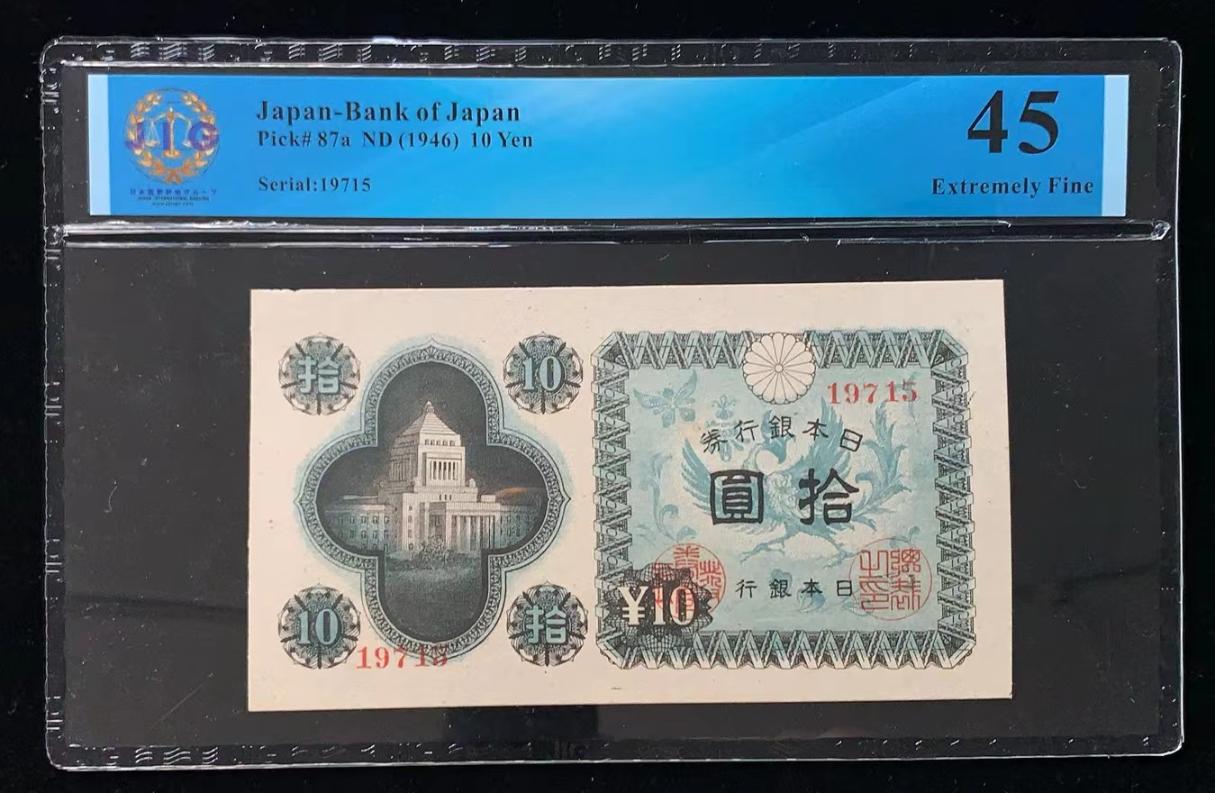 JIG
Japan-Bank of Japan
Pick# 87a ND (1946) 10 Yen
Serial:19715
45
Extremely Fine
拾
10
19715
券行銀本日
圓拾
行銀本日
10
拾
¥10
19715